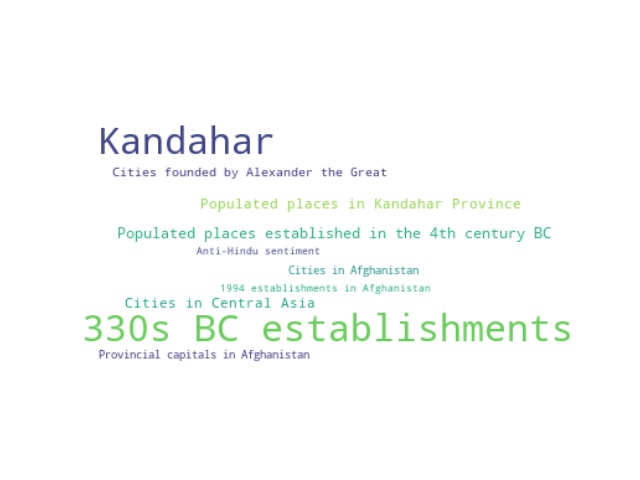 Kandahar
Cities founded by Alexander the Great
Populated places in Kandahar Province
Populated places established in the 4th century BC
Anti-Hindu sentiment
Cities in Afghanistan
1994 establishments in Afghanistan
Cities in Central Asia
330s BC establishments
Provincial capitals in Afghanistan